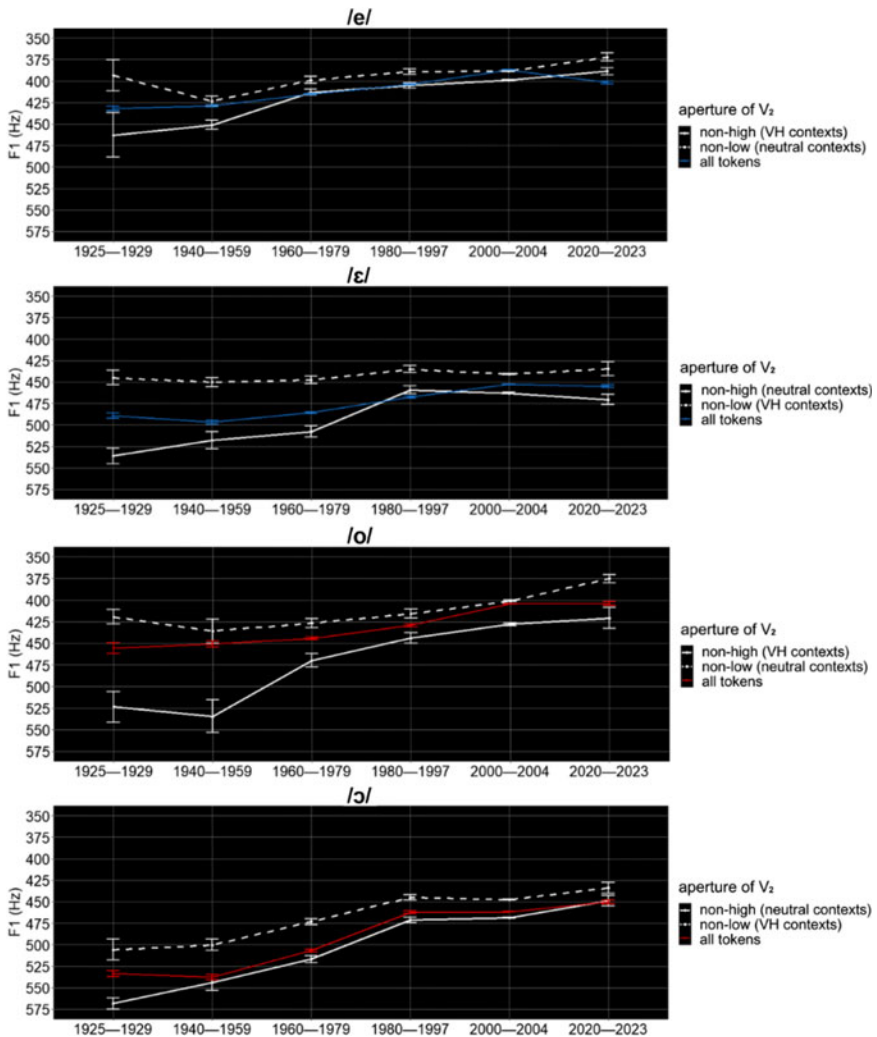 /e/
350
375
400
425
450
475
500
525
550
575
F1 (Hz)
1925—1929 1940—1959 1960—1979 1980—1997 2000—2004 2020—2023
aperture of V₂
non-high (VH contexts)
non-low (neutral contexts)
all tokens
/ɛ/
350
375
400
425
450
475
500
525
550
575
F1 (Hz)
1925—1929 1940—1959 1960—1979 1980—1997 2000—2004 2020—2023
aperture of V₂
non-high (neutral contexts)
non-low (VH contexts)
all tokens
/o/
350
375
400
425
450
475
500
525
550
575
F1 (Hz)
1925—1929 1940—1959 1960—1979 1980—1997 2000—2004 2020—2023
aperture of V₂
non-high (VH contexts)
non-low (neutral contexts)
all tokens
/ɔ/
350
375
400
425
450
475
500
525
550
575
F1 (Hz)
1925—1929 1940—1959 1960—1979 1980—1997 2000—2004 2020—2023
aperture of V₂
non-high (neutral contexts)
non-low (VH contexts)
all tokens